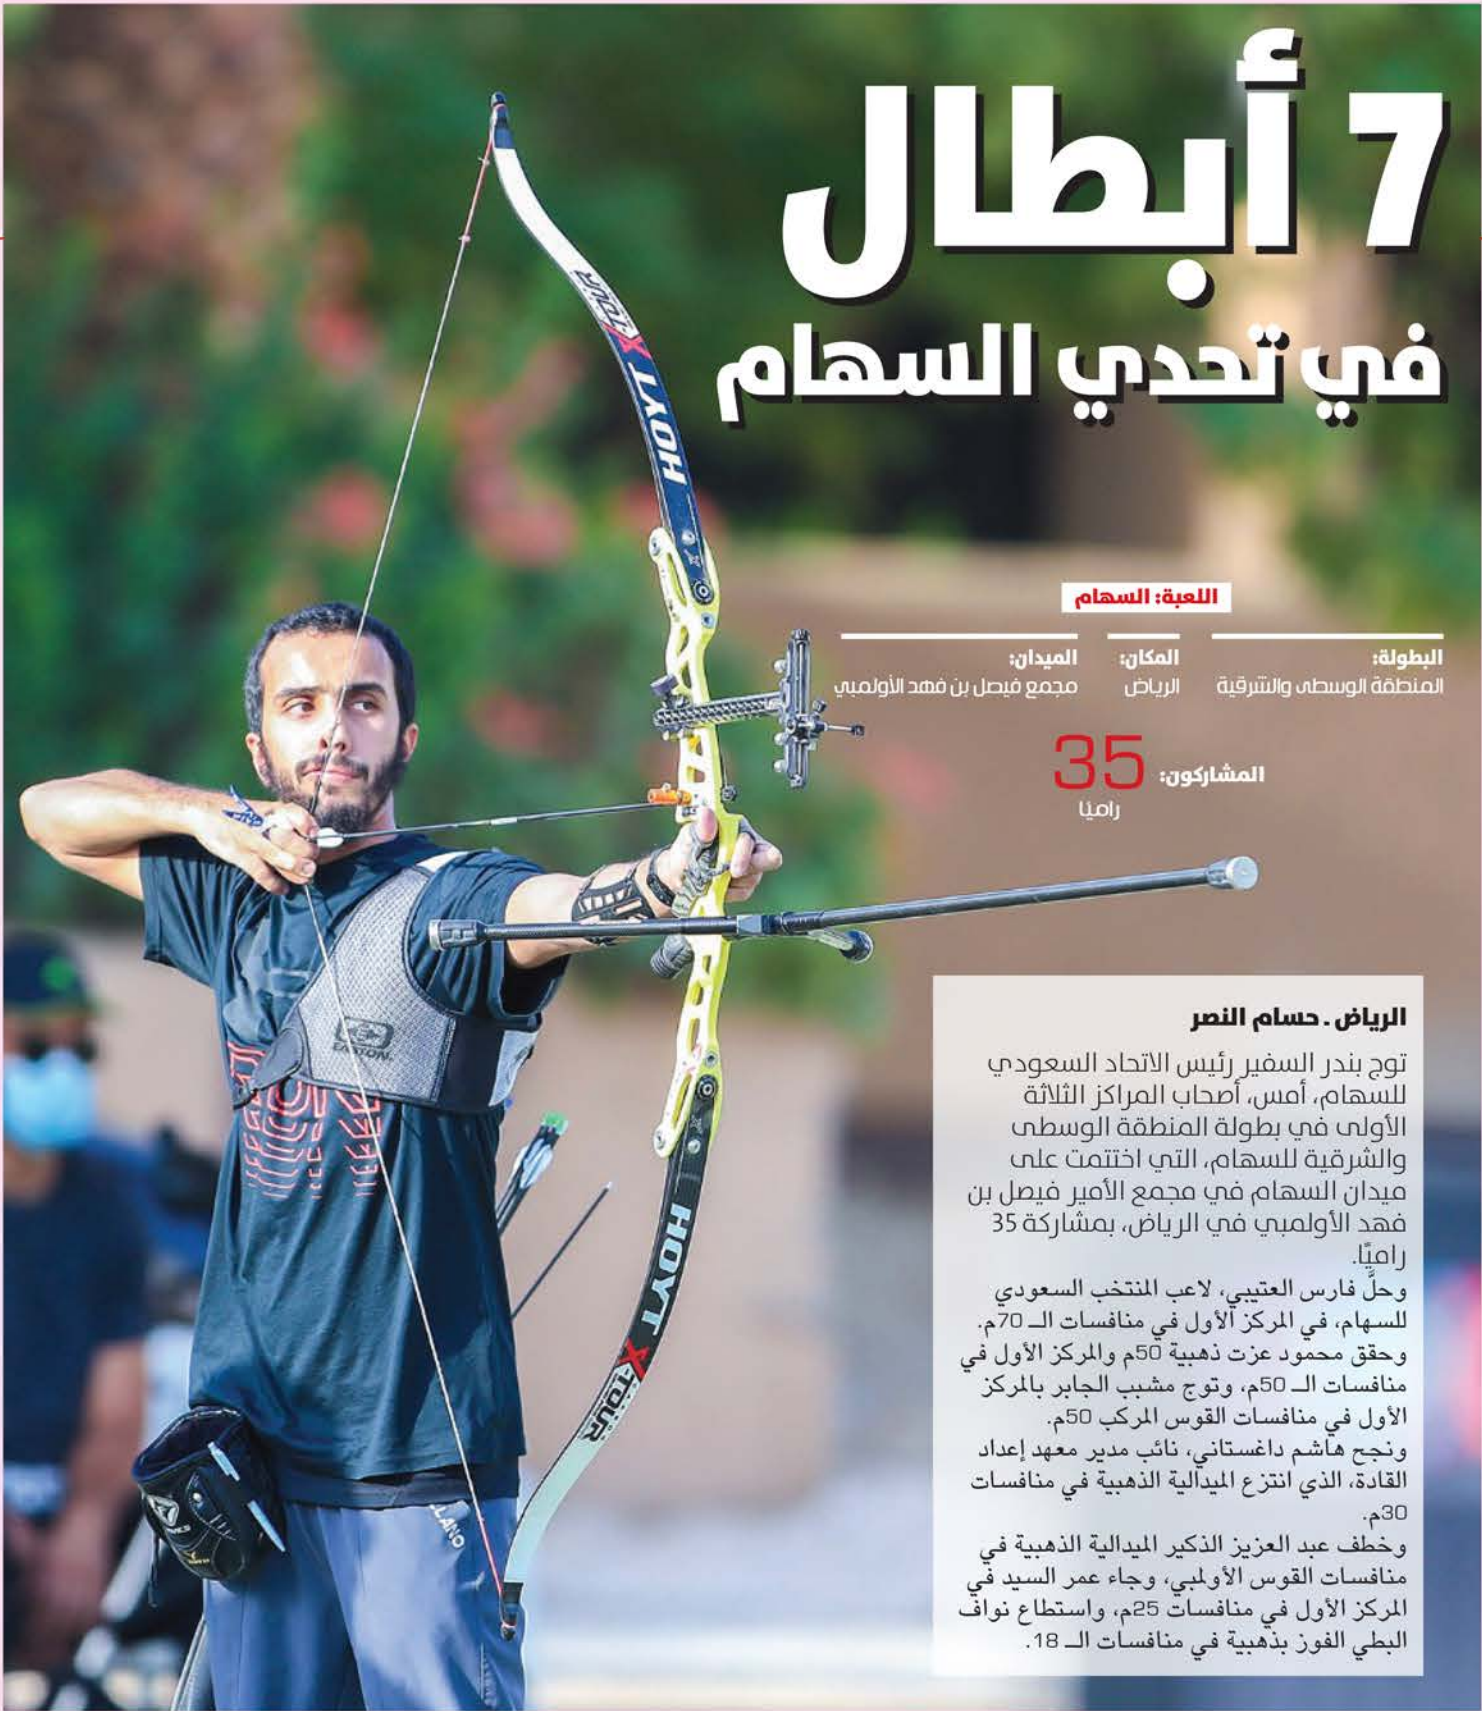 7 أبطال
في تحدي السهام
اللعبة: السهام
البطولة:
المنطقة الوسطى والشرقية
المكان:
الرياض
الميدان:
مجمع فيصل بن فهد الأولمبي
المشاركون: 35
راميًا
الرياض ـ حسام النصر
توج بندر السفير رئيس الاتحاد السعودي
للسهام، أمس، أصحاب المراكز الثلاثة
الأولى في بطولة المنطقة الوسطى
والشرقية للسهام، التي اختتمت على
ميدان السهام في مجمع الأمير فيصل بن
فهد الأولمبي في الرياض، بمشاركة 35
راميًا.
وحلَّ فارس العتيبي، لاعب المنتخب السعودي
للسهام، في المركز الأول في منافسات الـ 70م.
وحقق محمود عزت ذهبية 50م والمركز الأول في
منافسات الـ 50م، وتوج مشبب الجابر بالمركز
الأول في منافسات القوس المركب 50م.
ونجح هاشم داغستاني، نائب مدير معهد إعداد
القادة، الذي انتزع الميدالية الذهبية في منافسات
30م.
وخطف عبد العزيز الذكير الميدالية الذهبية في
منافسات القوس الأولمبي، وجاء عمر السيد في
المركز الأول في منافسات 25م، واستطاع نواف
البطي الفوز بذهبية في منافسات الـ 18.
X-TOUR
HOYT
EASTON
HOYT
X-TOUR